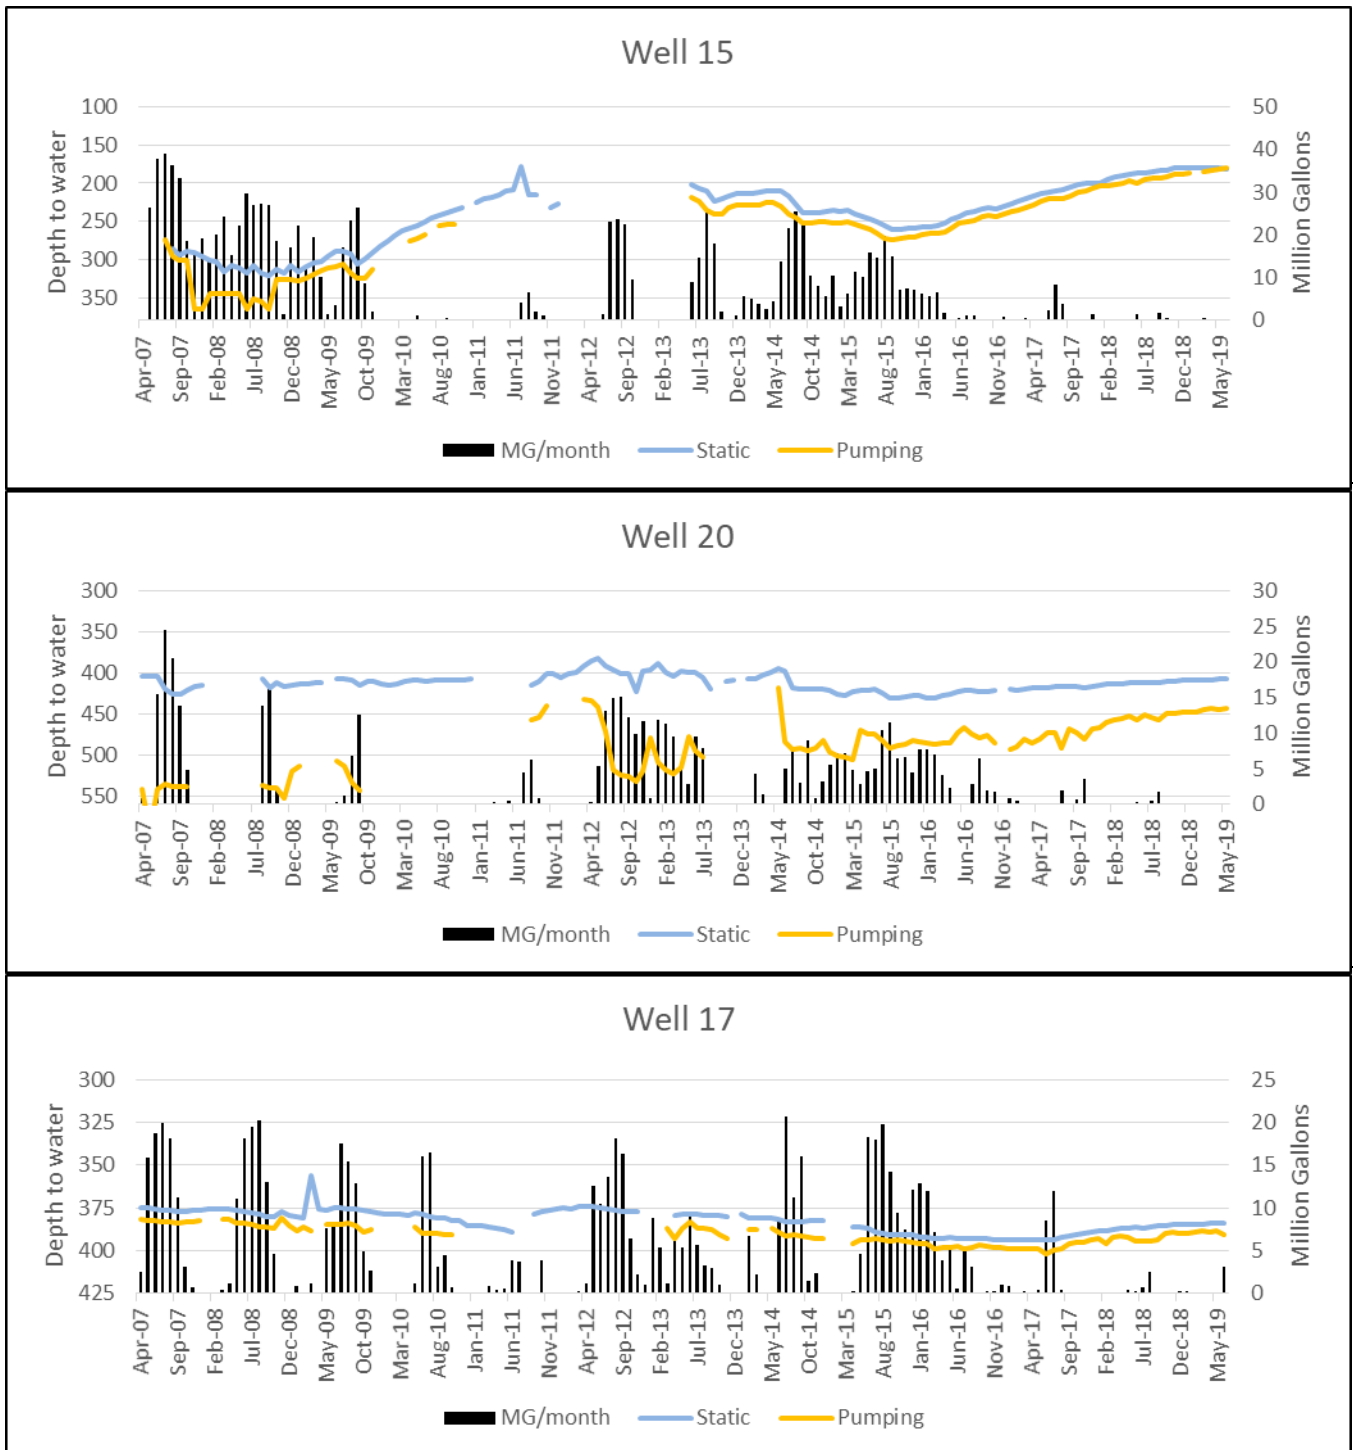 Well 15
100
150
200
250
300
350
Depth to water
50
40
30
20
10
0
Million Gallons
Apr-07
Sep-07
Feb-08
Jul-08
Dec-08
May-09
Oct-09
Mar-10
Aug-10
Jan-11
Jun-11
Nov-11
Apr-12
Sep-12
Feb-13
Jul-13
Dec-13
May-14
Oct-14
Mar-15
Aug-15
Jan-16
Jun-16
Nov-16
Apr-17
Sep-17
Feb-18
Jul-18
Dec-18
May-19
MG/month Static Pumping
Well 20
300
350
400
450
500
550
Depth to water
30
25
20
15
10
5
0
Million Gallons
Apr-07
Sep-07
Feb-08
Jul-08
Dec-08
May-09
Oct-09
Mar-10
Aug-10
Jan-11
Jun-11
Nov-11
Apr-12
Sep-12
Feb-13
Jul-13
Dec-13
May-14
Oct-14
Mar-15
Aug-15
Jan-16
Jun-16
Nov-16
Apr-17
Sep-17
Feb-18
Jul-18
Dec-18
May-19
MG/month Static Pumping
Well 17
300
325
350
375
400
425
Depth to water
25
20
15
10
5
0
Million Gallons
Apr-07
Sep-07
Feb-08
Jul-08
Dec-08
May-09
Oct-09
Mar-10
Aug-10
Jan-11
Jun-11
Nov-11
Apr-12
Sep-12
Feb-13
Jul-13
Dec-13
May-14
Oct-14
Mar-15
Aug-15
Jan-16
Jun-16
Nov-16
Apr-17
Sep-17
Feb-18
Jul-18
Dec-18
May-19
MG/month Static Pumping